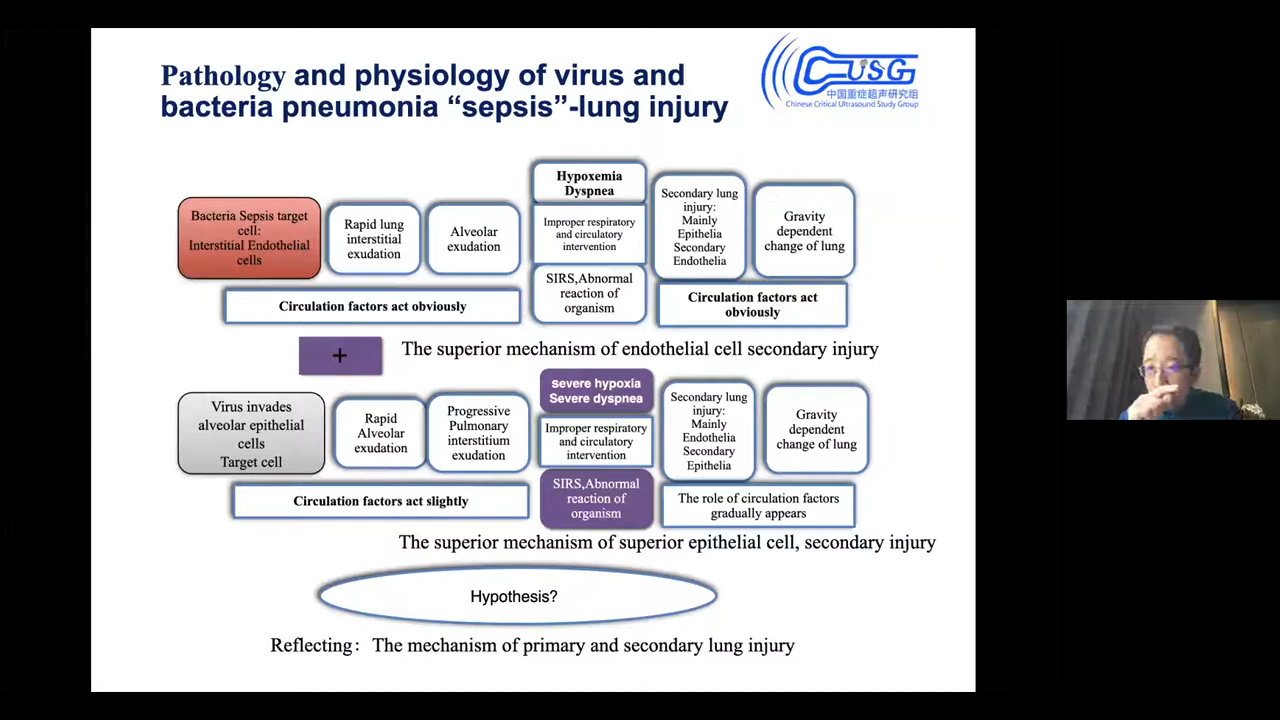 Pathology and physiology of virus and
bacteria pneumonia “sepsis”-lung injury
CUSG
中国重症超声研究组
Chinese Critical Ultrasound Study Group
Bacteria Sepsis target
cell:
Interstitial Endothelial
cells
Rapid lung
interstitial
exudation
Alveolar
exudation
Hypoxemia
Dyspnea
Improper respiratory
and circulatory
intervention
SIRS,Abnormal
reaction of
organism
Secondary lung
injury:
Mainly
Epithelia
Secondary
Endothelia
Gravity
dependent
change of lung
Circulation factors act obviously
Circulation factors act
obviously
+
The superior mechanism of endothelial cell secondary injury
Virus invades
alveolar epithelial
cells
Target cell
Rapid
Alveolar
exudation
Progressive
Pulmonary
interstitium
exudation
severe hypoxia
Severe dyspnea
Improper respiratory
and circulatory
intervention
SIRS,Abnormal
reaction of
organism
Secondary lung
injury:
Mainly
Endothelia
Secondary
Epithelia
Gravity
dependent
change of lung
Circulation factors act slightly
The role of circulation factors
gradually appears
The superior mechanism of superior epithelial cell, secondary injury
Hypothesis?
Reflecting：The mechanism of primary and secondary lung injury